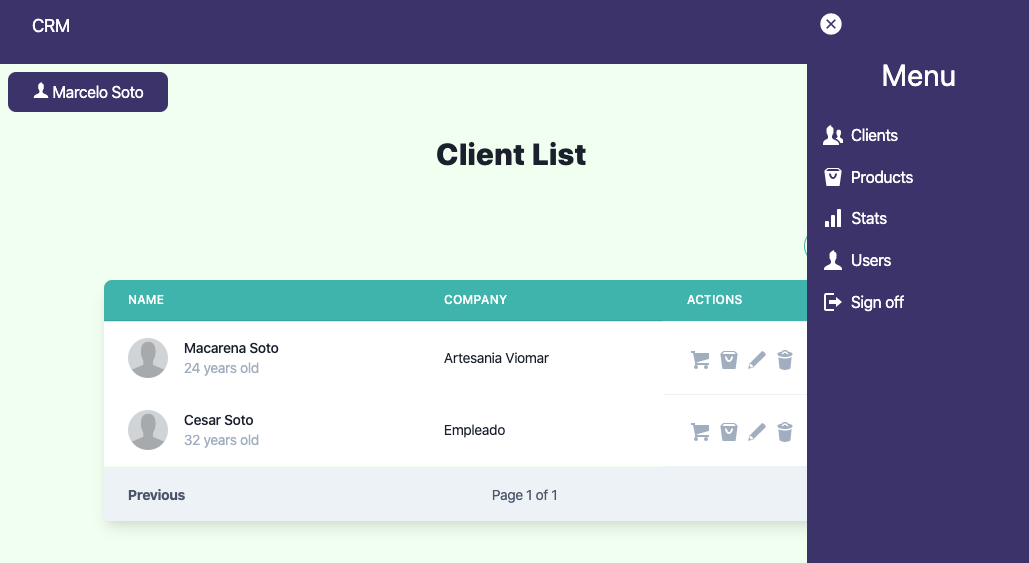 CRM
Marcelo Soto
Client List
NAME COMPANY ACTIONS
Macarena Soto
24 years old
Artesania Viomar
Cesar Soto
32 years old
Empleado
Previous Page 1 of 1
Menu
Clients
Products
Stats
Users
Sign off